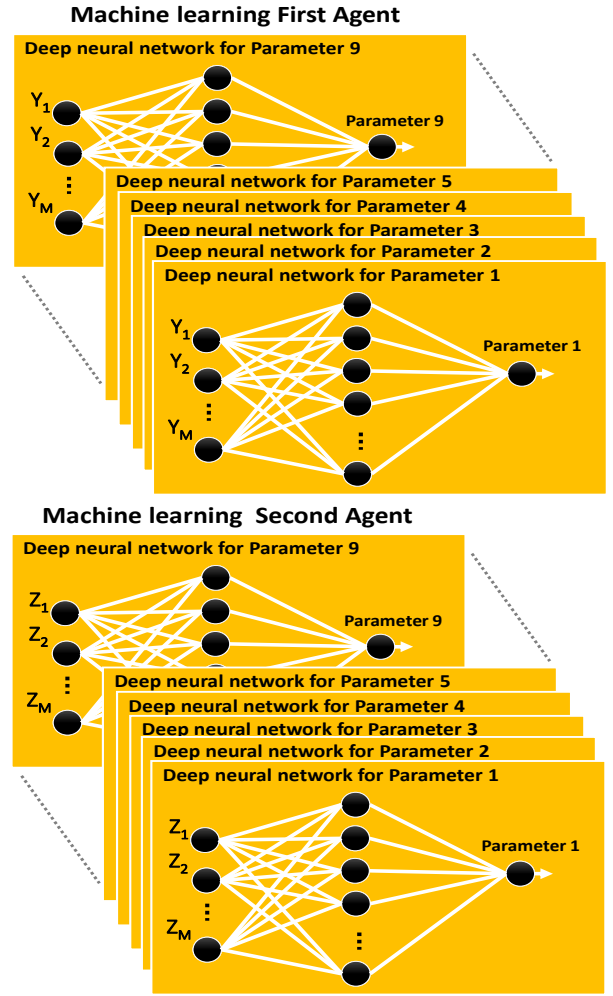 Machine learning First Agent
Deep neural network for Parameter 9
Y1
Y2
⋮
YM
Parameter 9
Deep neural network for Parameter 5
Deep neural network for Parameter 4
Deep neural network for Parameter 3
Deep neural network for Parameter 2
Deep neural network for Parameter 1
Y1
Y2
⋮
YM
⋮
Parameter 1
Machine learning Second Agent
Deep neural network for Parameter 9
Z1
Z2
⋮
ZM
Parameter 9
Deep neural network for Parameter 5
Deep neural network for Parameter 4
Deep neural network for Parameter 3
Deep neural network for Parameter 2
Deep neural network for Parameter 1
Z1
Z2
⋮
ZM
⋮
Parameter 1